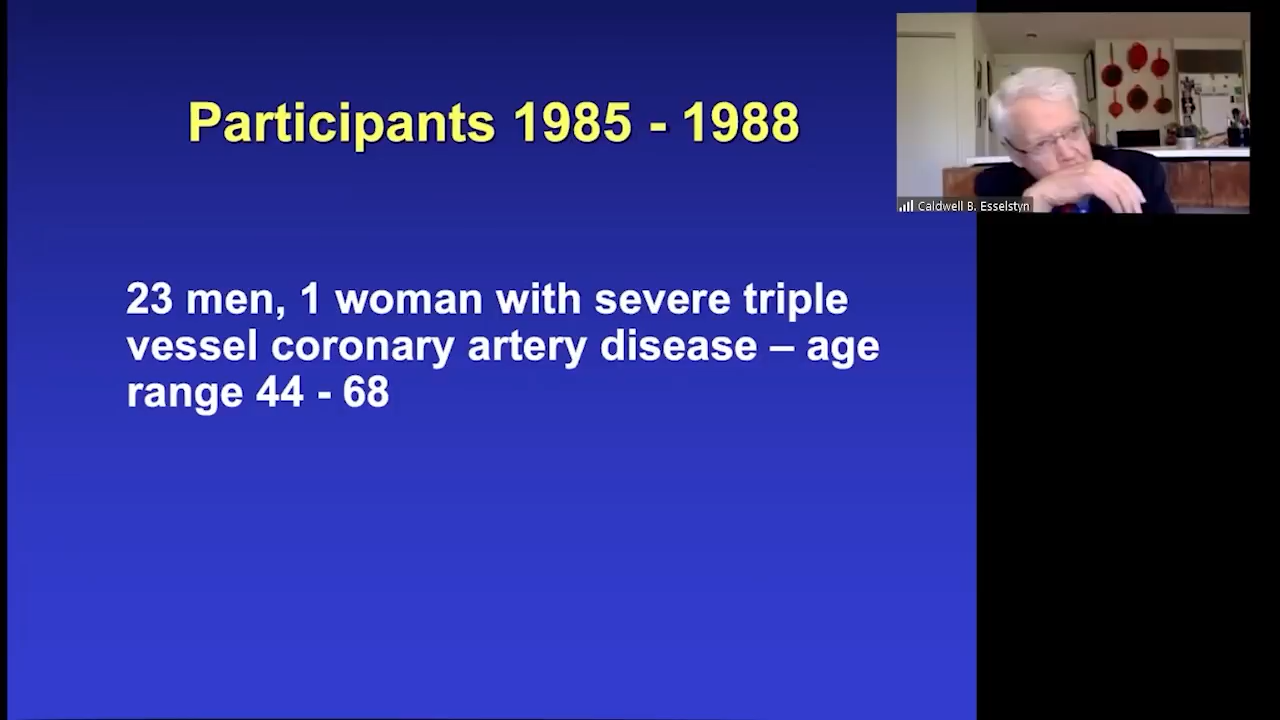 Participants 1985 - 1988
23 men, 1 woman with severe triple
vessel coronary artery disease – age
range 44 - 68
Caldwell B. Esselstyn